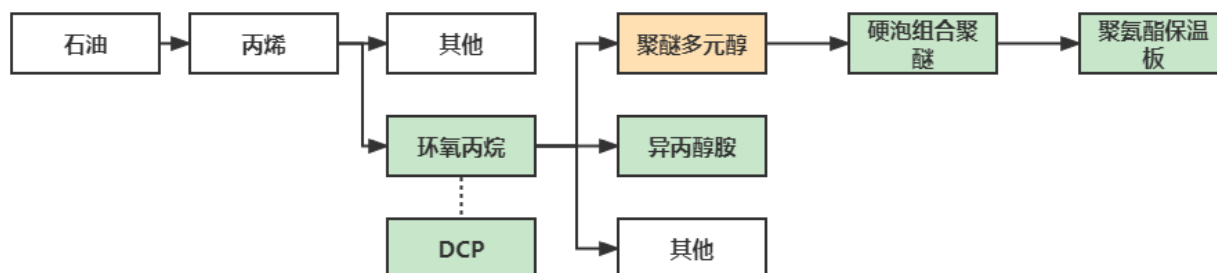 石油
丙烯
其他
聚醚多元醇
硬泡组合聚
醚
聚氨酯保温
板
环氧丙烷
异丙醇胺
DCP
其他